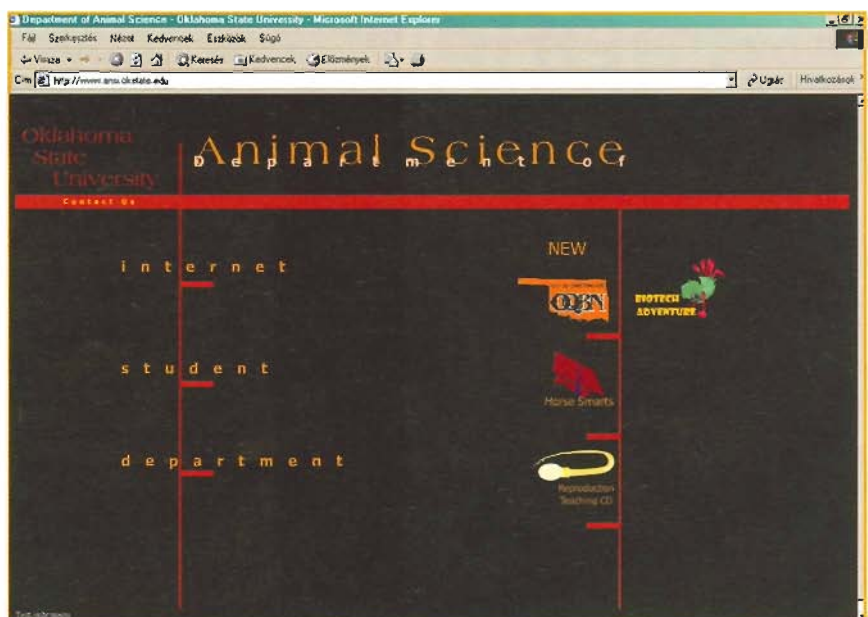 Department of Animal Science - Oklahoma State University - Microsoft Internet Explorer
Fájl Szerkesztés Nézet Kedvencek Eszközök Súgó
Vissza Keresés Kedvencek Előzmények
Cím http://www.ansi.okstate.edu Ugrás Hivatkozások
Oklahoma
State
University
Animal Science
Department of
Contact Us
internet
student
department
NEW
OQBN
Horse Smarts
Reproduction
Teaching CD
BIOTECH
ADVENTURE